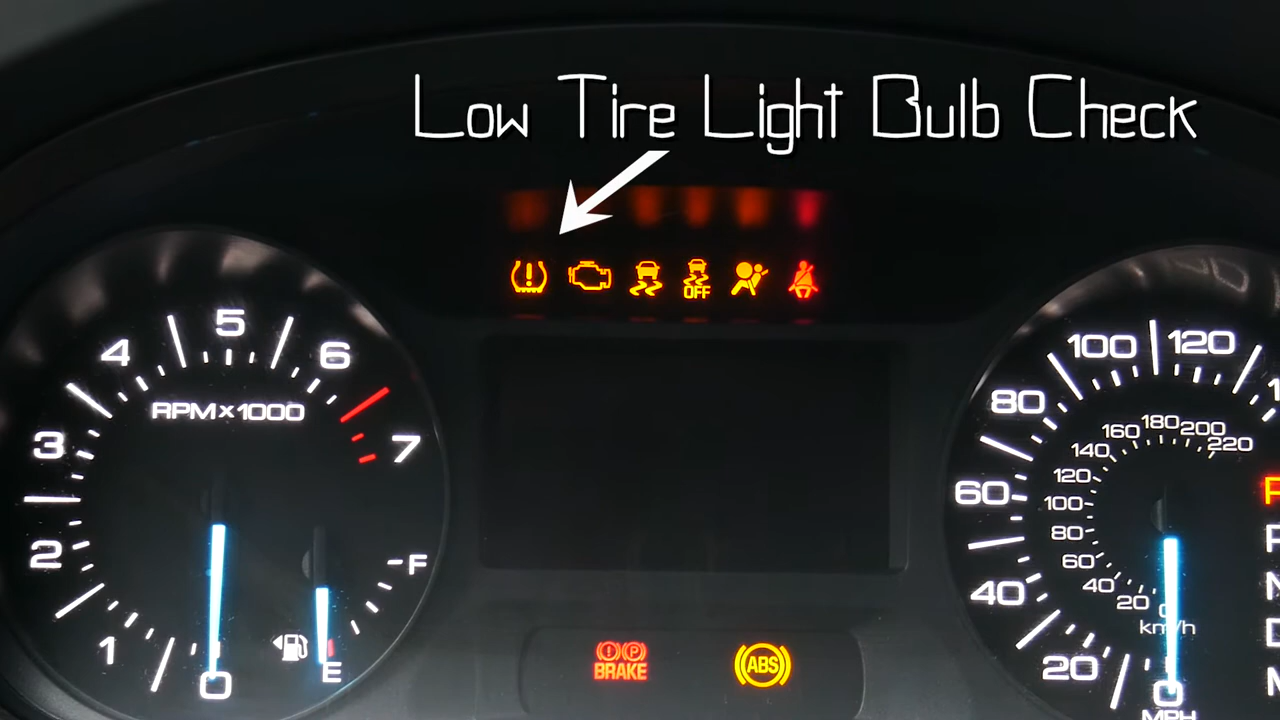 Low Tire Light Bulb Check
OFF
5
4
6
RPM×1000
3
7
2
F
1
E
0
BRAKE
P
ABS
100
120
80
180
160
200
220
140
120
60
100
80
60
40
40
20
0
km/h
20
0
MPH
P
N